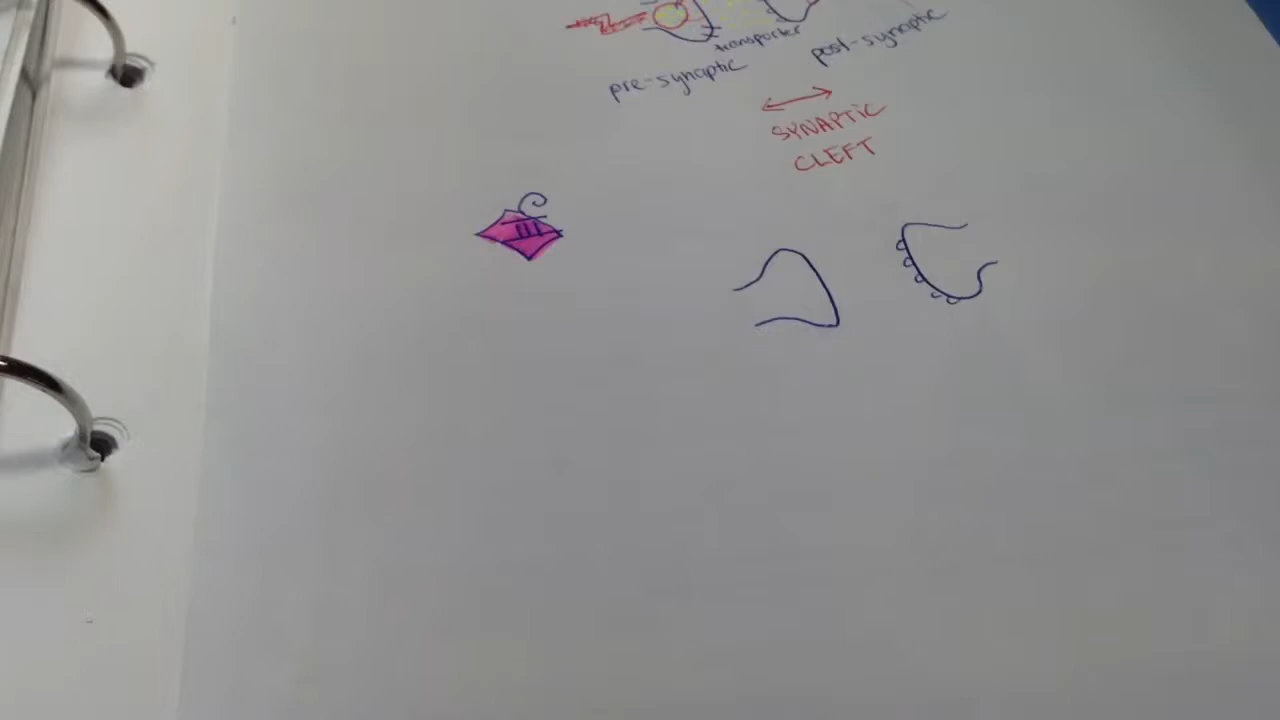 transporter
pre-synaptic
post-synaptic
SYNAPTIC
CLEFT